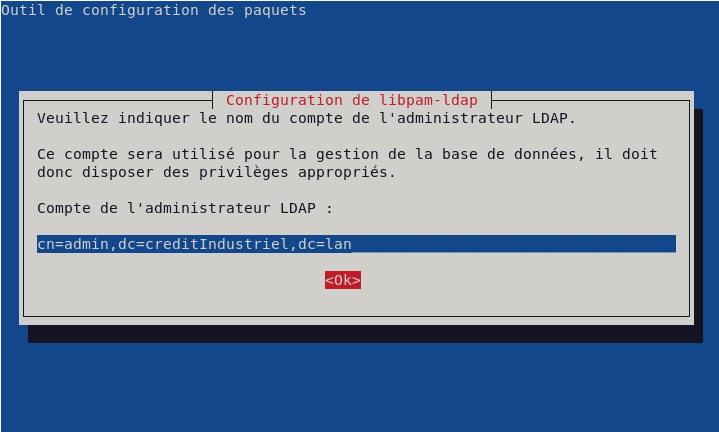 Outil de configuration des paquets
Configuration de libpam-ldap
Veuillez indiquer le nom du compte de l'administrateur LDAP.
Ce compte sera utilisé pour la gestion de la base de données, il doit
donc disposer des privilèges appropriés.
Compte de l'administrateur LDAP :
cn=admin,dc=creditIndustriel,dc=lan
<Ok>